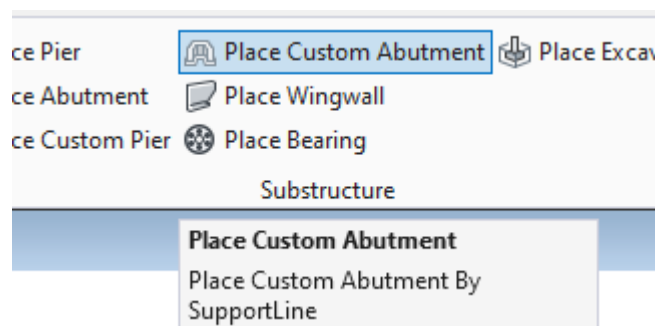 ce Pier Place Custom Abutment Place Excav
ce Abutment Place Wingwall
ce Custom Pier Place Bearing
Substructure
Place Custom Abutment
Place Custom Abutment By
SupportLine